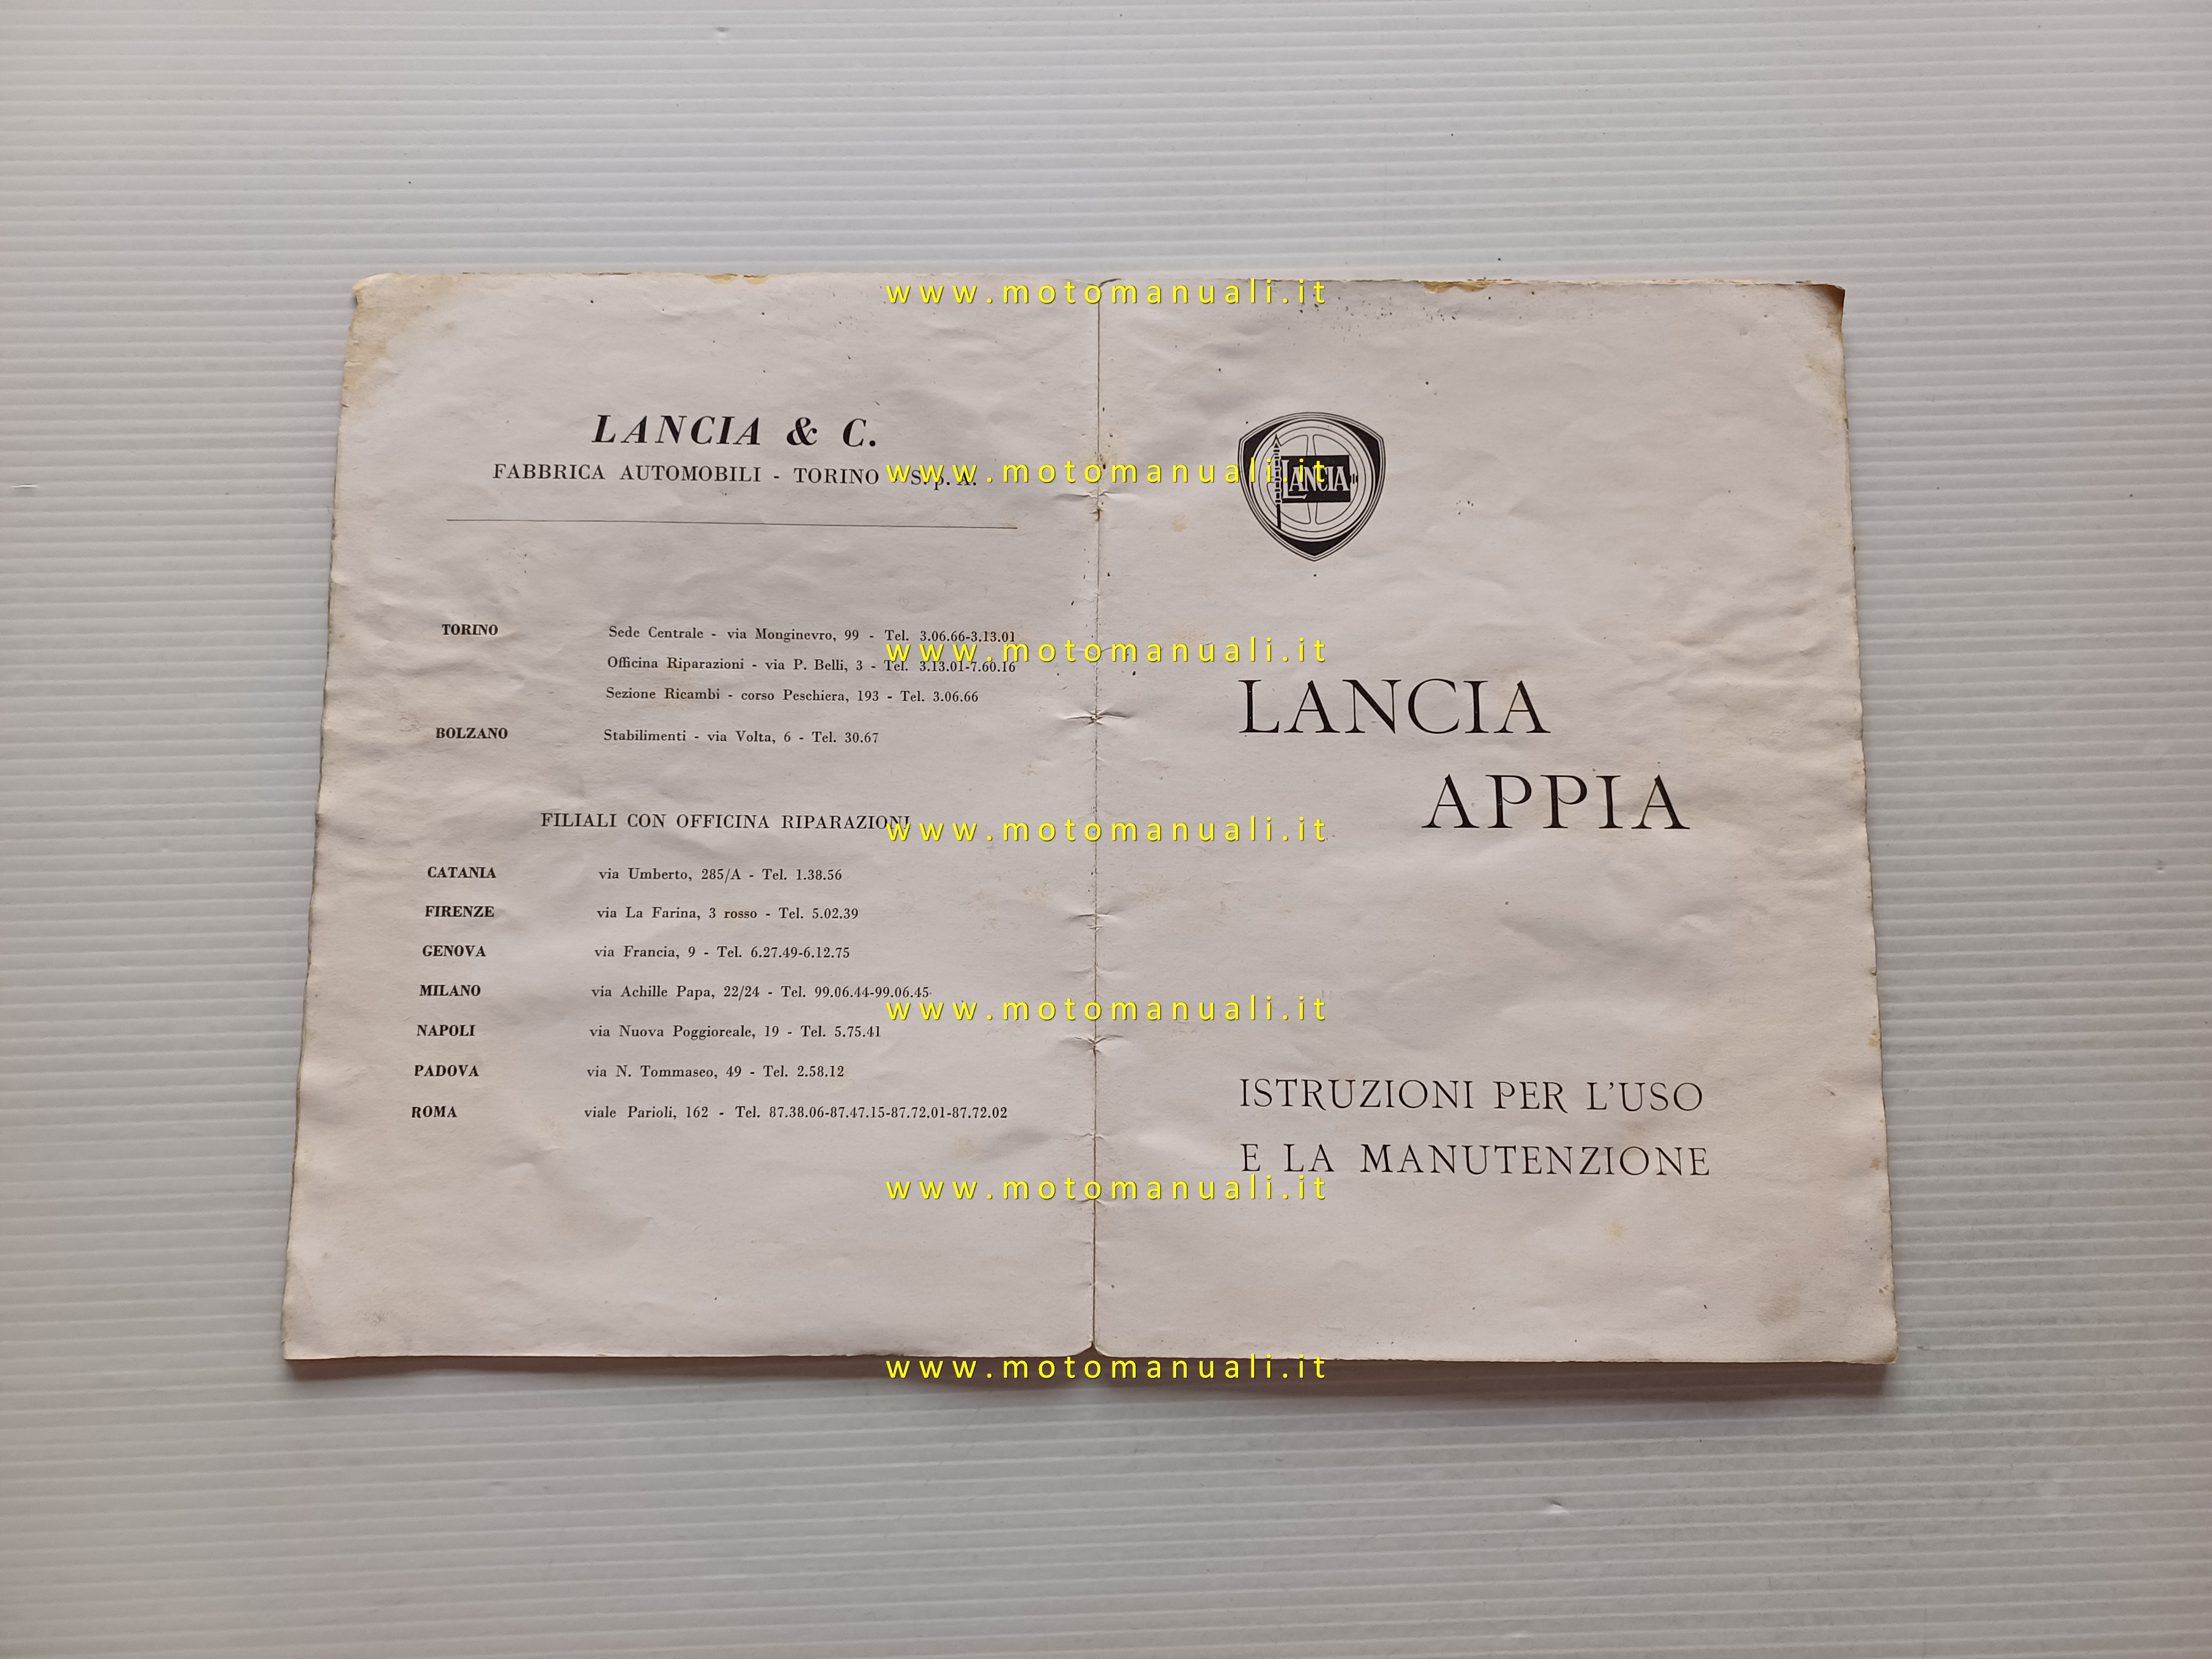 LANCIA & C.
FABBRICA AUTOMOBILI - TORINO - S. p. A.
TORINO Sede Centrale - via Monginevro, 99 - Tel. 3.06.66-3.13.01
Officina Riparazioni - via P. Belli, 3 - Tel. 3.13.01-7.60.16
Sezione Ricambi - corso Peschiera, 193 - Tel. 3.06.66
BOLZANO Stabilimenti - via Volta, 6 - Tel. 30.67
FILIALI CON OFFICINA RIPARAZIONI
CATANIA via Umberto, 285/A - Tel. 1.38.56
FIRENZE via La Farina, 3 rosso - Tel. 5.02.39
GENOVA via Francia, 9 - Tel. 6.27.49-6.12.75
MILANO via Achille Papa, 22/24 - Tel. 99.06.44-99.06.45
NAPOLI via Nuova Poggioreale, 19 - Tel. 5.75.41
PADOVA via N. Tommaseo, 49 - Tel. 2.58.12
ROMA viale Parioli, 162 - Tel. 87.38.06-87.47.15-87.72.01-87.72.02
LANCIA
LANCIA
APPIA
ISTRUZIONI PER L'USO
E LA MANUTENZIONE
www.motomanuali.it
www.motomanuali.it
www.motomanuali.it
www.motomanuali.it
www.motomanuali.it
www.motomanuali.it
www.motomanuali.it